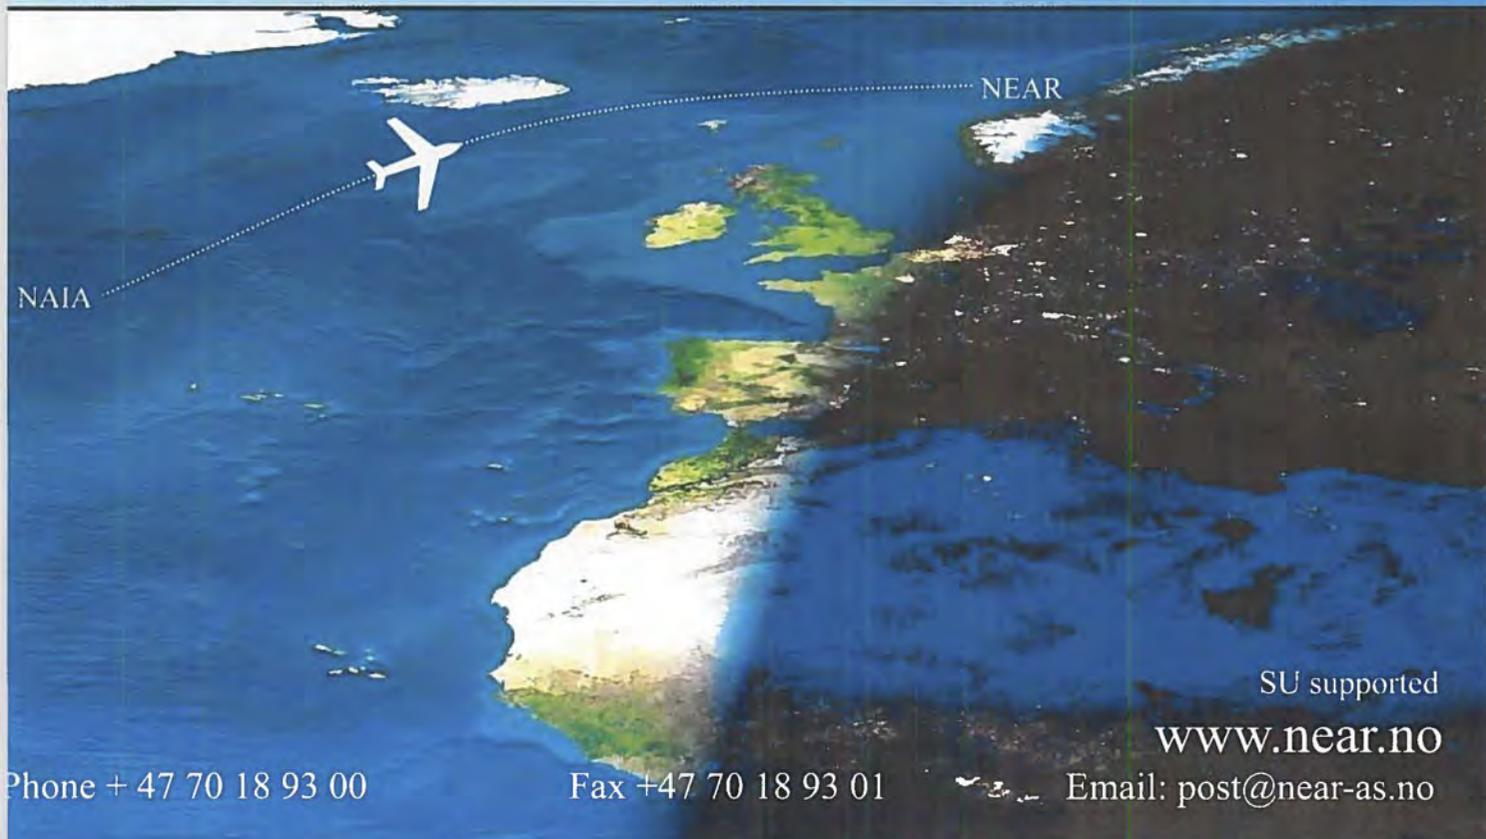 NEAR
NAIA
SU supported
www.near.no
Phone + 47 70 18 93 00 Fax +47 70 18 93 01 Email: post@near-as.no